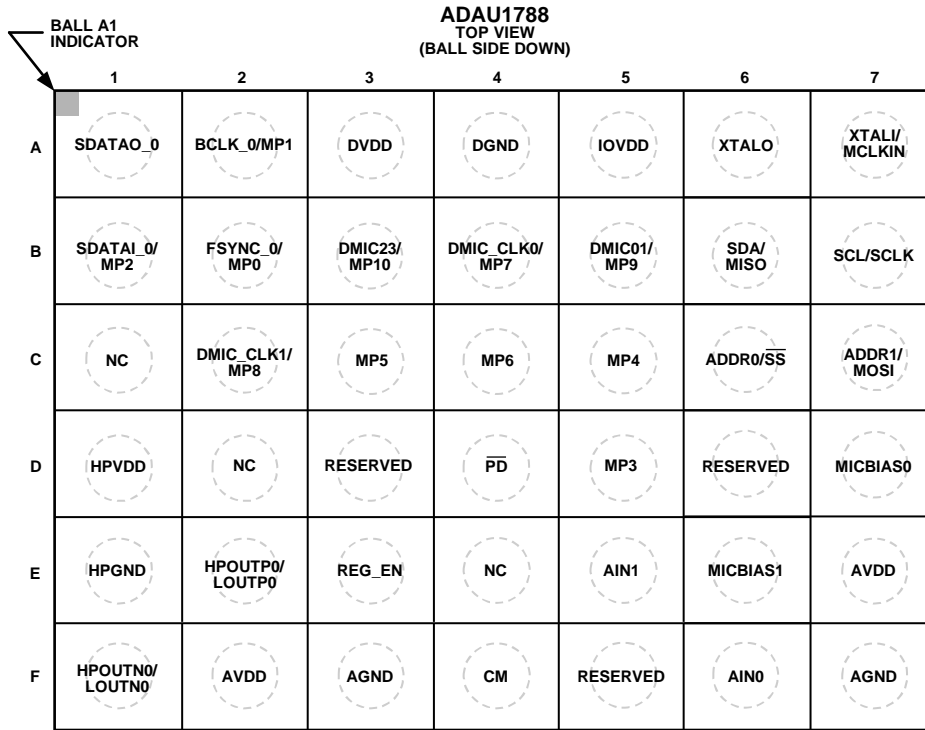 ADAU1788
TOP VIEW
(BALL SIDE DOWN)
BALL A1
INDICATOR
1 2 3 4 5 6 7
A
SDATAO_0
BCLK_0/MP1
DVDD
DGND
IOVDD
XTALO
XTALI/
MCLKIN
B
SDATAI_0/
MP2
FSYNC_0/
MP0
DMIC23/
MP10
DMIC_CLK0/
MP7
DMIC01/
MP9
SDA/
MISO
SCL/SCLK
C
NC
DMIC_CLK1/
MP8
MP5
MP6
MP4
ADDR0/S̅S̅
ADDR1/
MOSI
D
HPVDD
NC
RESERVED
P̅D̅
MP3
RESERVED
MICBIAS0
E
HPGND
HPOUTP0/
LOUTP0
REG_EN
NC
AIN1
MICBIAS1
AVDD
F
HPOUTN0/
LOUTN0
AVDD
AGND
CM
RESERVED
AIN0
AGND